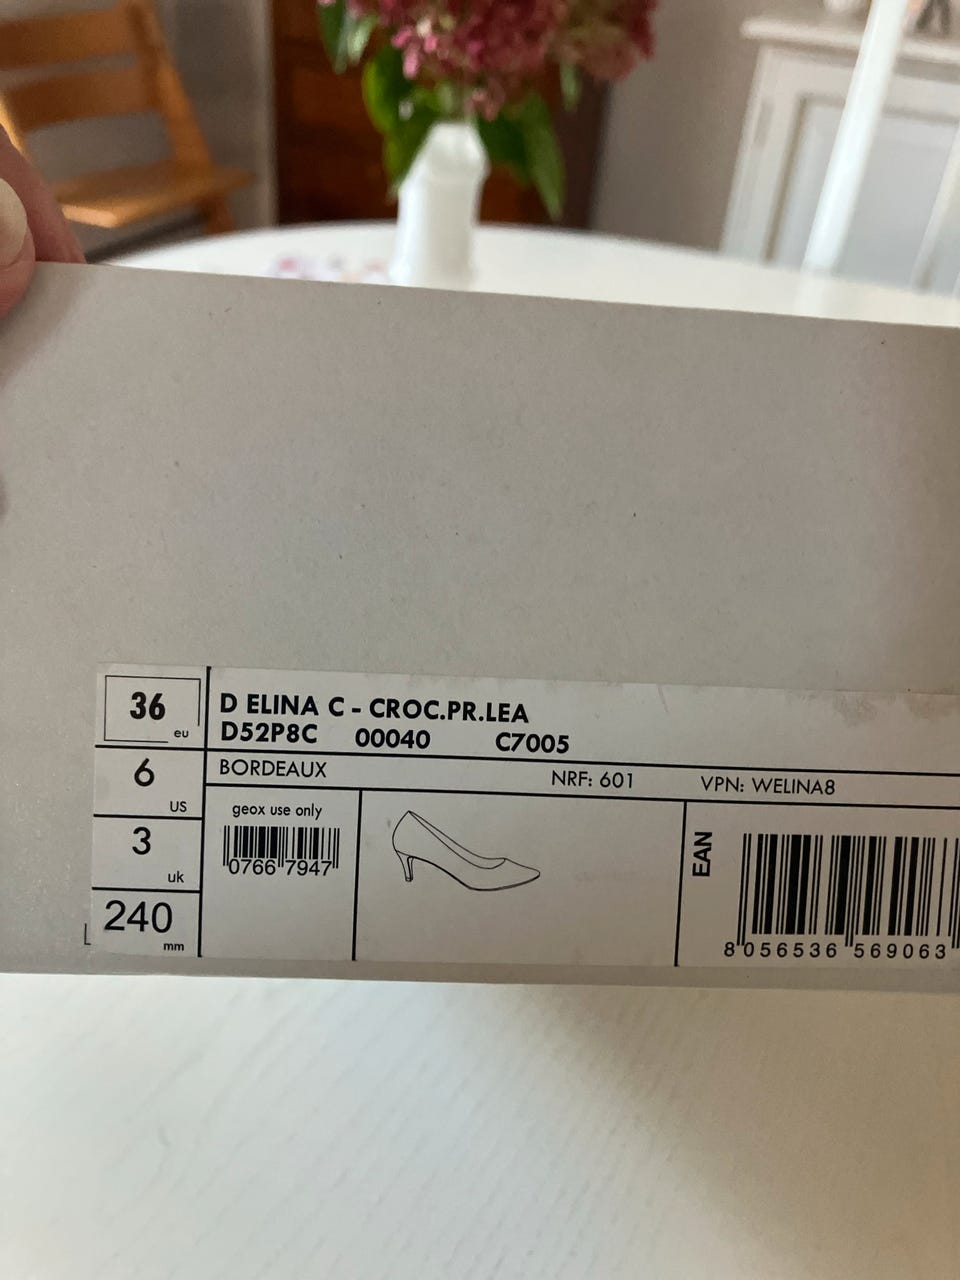 36
eu
6
US
3
uk
240
mm
D ELINA C - CROC.PR.LEA
D52P8C 00040 C7005
BORDEAUX NRF: 601 VPN: WELINA8
geox use only
0766 7947
EAN
8 056536 569063